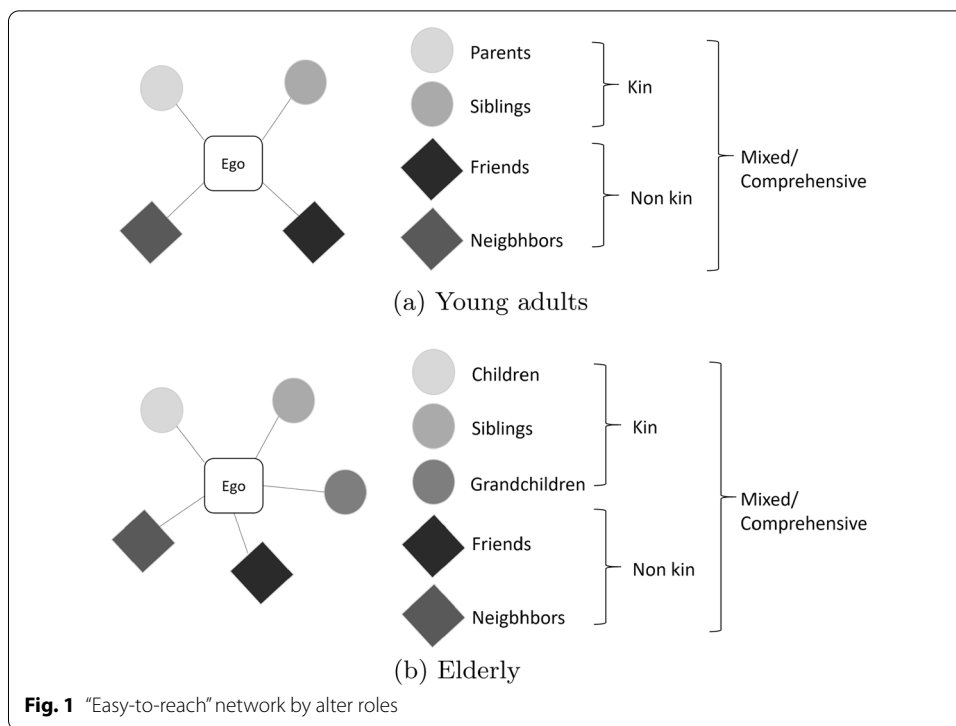 Ego
Parents
Siblings
Friends
Neigbhbors
Kin
Non kin
Mixed/
Comprehensive
(a) Young adults
Ego
Children
Siblings
Grandchildren
Friends
Neigbhbors
Kin
Non kin
Mixed/
Comprehensive
(b) Elderly
Fig. 1 "Easy-to-reach" network by alter roles